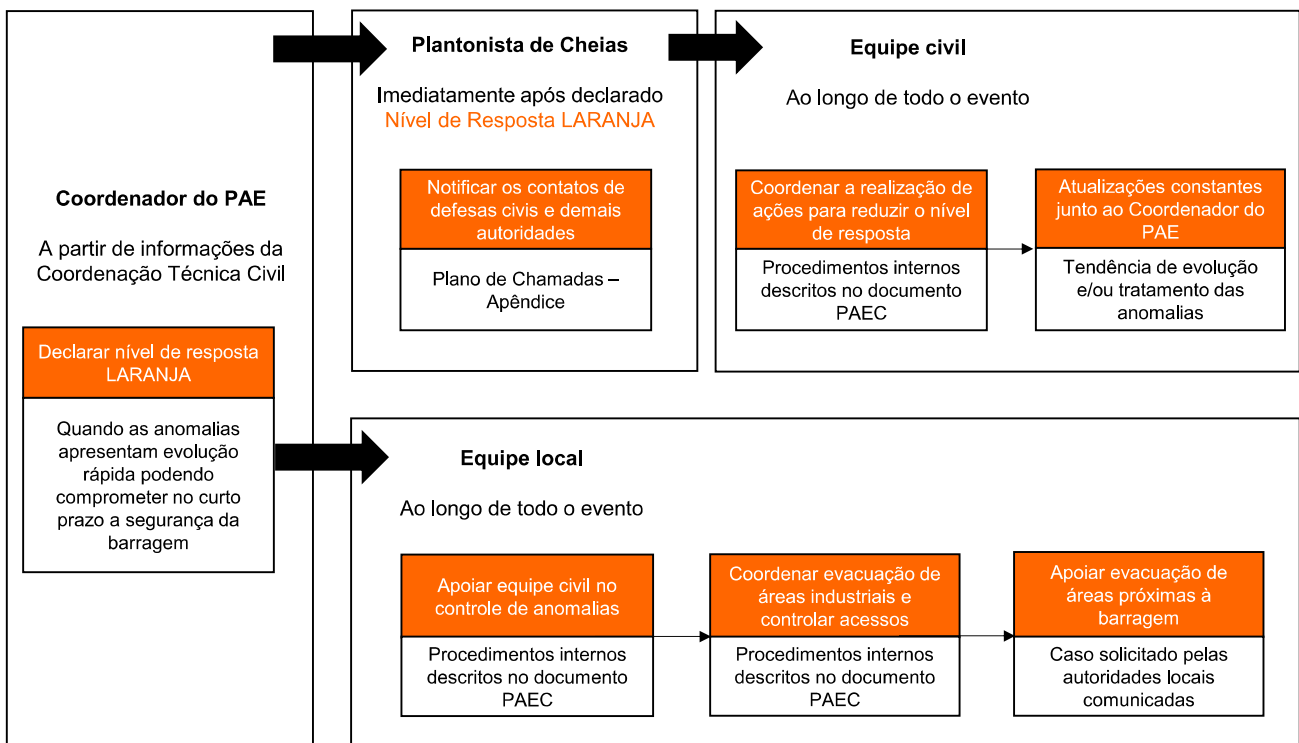 Coordenador do PAE
A partir de informações da
Coordenação Técnica Civil
Declarar nível de resposta
LARANJA
Quando as anomalias
apresentam evolução
rápida podendo
comprometer no curto
prazo a segurança da
barragem
Plantonista de Cheias
Imediatamente após declarado
Nível de Resposta LARANJA
Notificar os contatos de
defesas civis e demais
autoridades
Plano de Chamadas –
Apêndice
Equipe civil
Ao longo de todo o evento
Coordenar a realização de
ações para reduzir o nível
de resposta
Procedimentos internos
descritos no documento
PAEC
Atualizações constantes
junto ao Coordenador do
PAE
Tendência de evolução
e/ou tratamento das
anomalias
Equipe local
Ao longo de todo o evento
Apoiar equipe civil no
controle de anomalias
Procedimentos internos
descritos no documento
PAEC
Coordenar evacuação de
áreas industriais e
controlar acessos
Procedimentos internos
descritos no documento
PAEC
Apoiar evacuação de
áreas próximas à
barragem
Caso solicitado pelas
autoridades locais
comunicadas